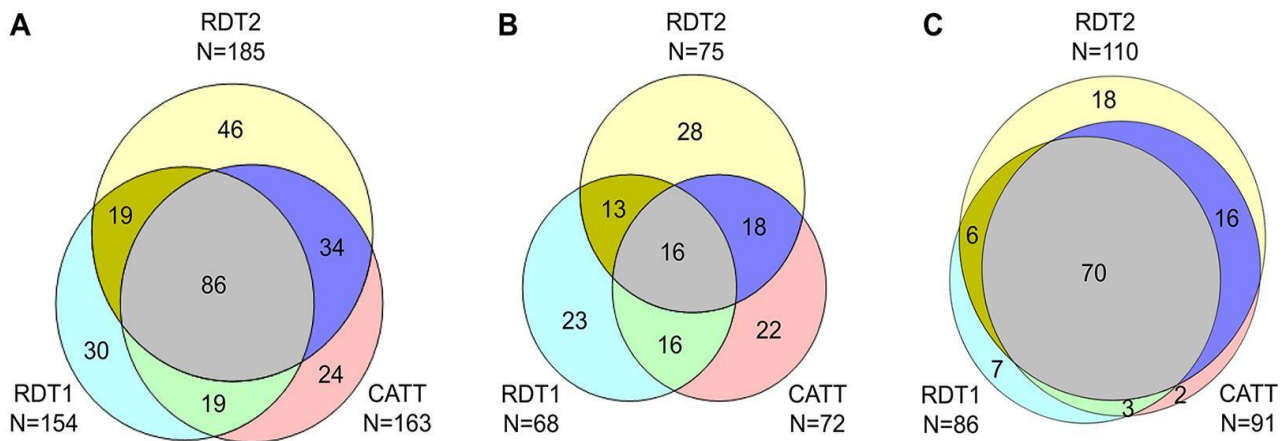 A
RDT2
N=185
46
19
34
86
30
24
19
RDT1
N=154
CATT
N=163
B
RDT2
N=75
28
13
18
16
23
22
16
RDT1
N=68
CATT
N=72
C
RDT2
N=110
18
16
6
70
7
2
3
RDT1
N=86
CATT
N=91